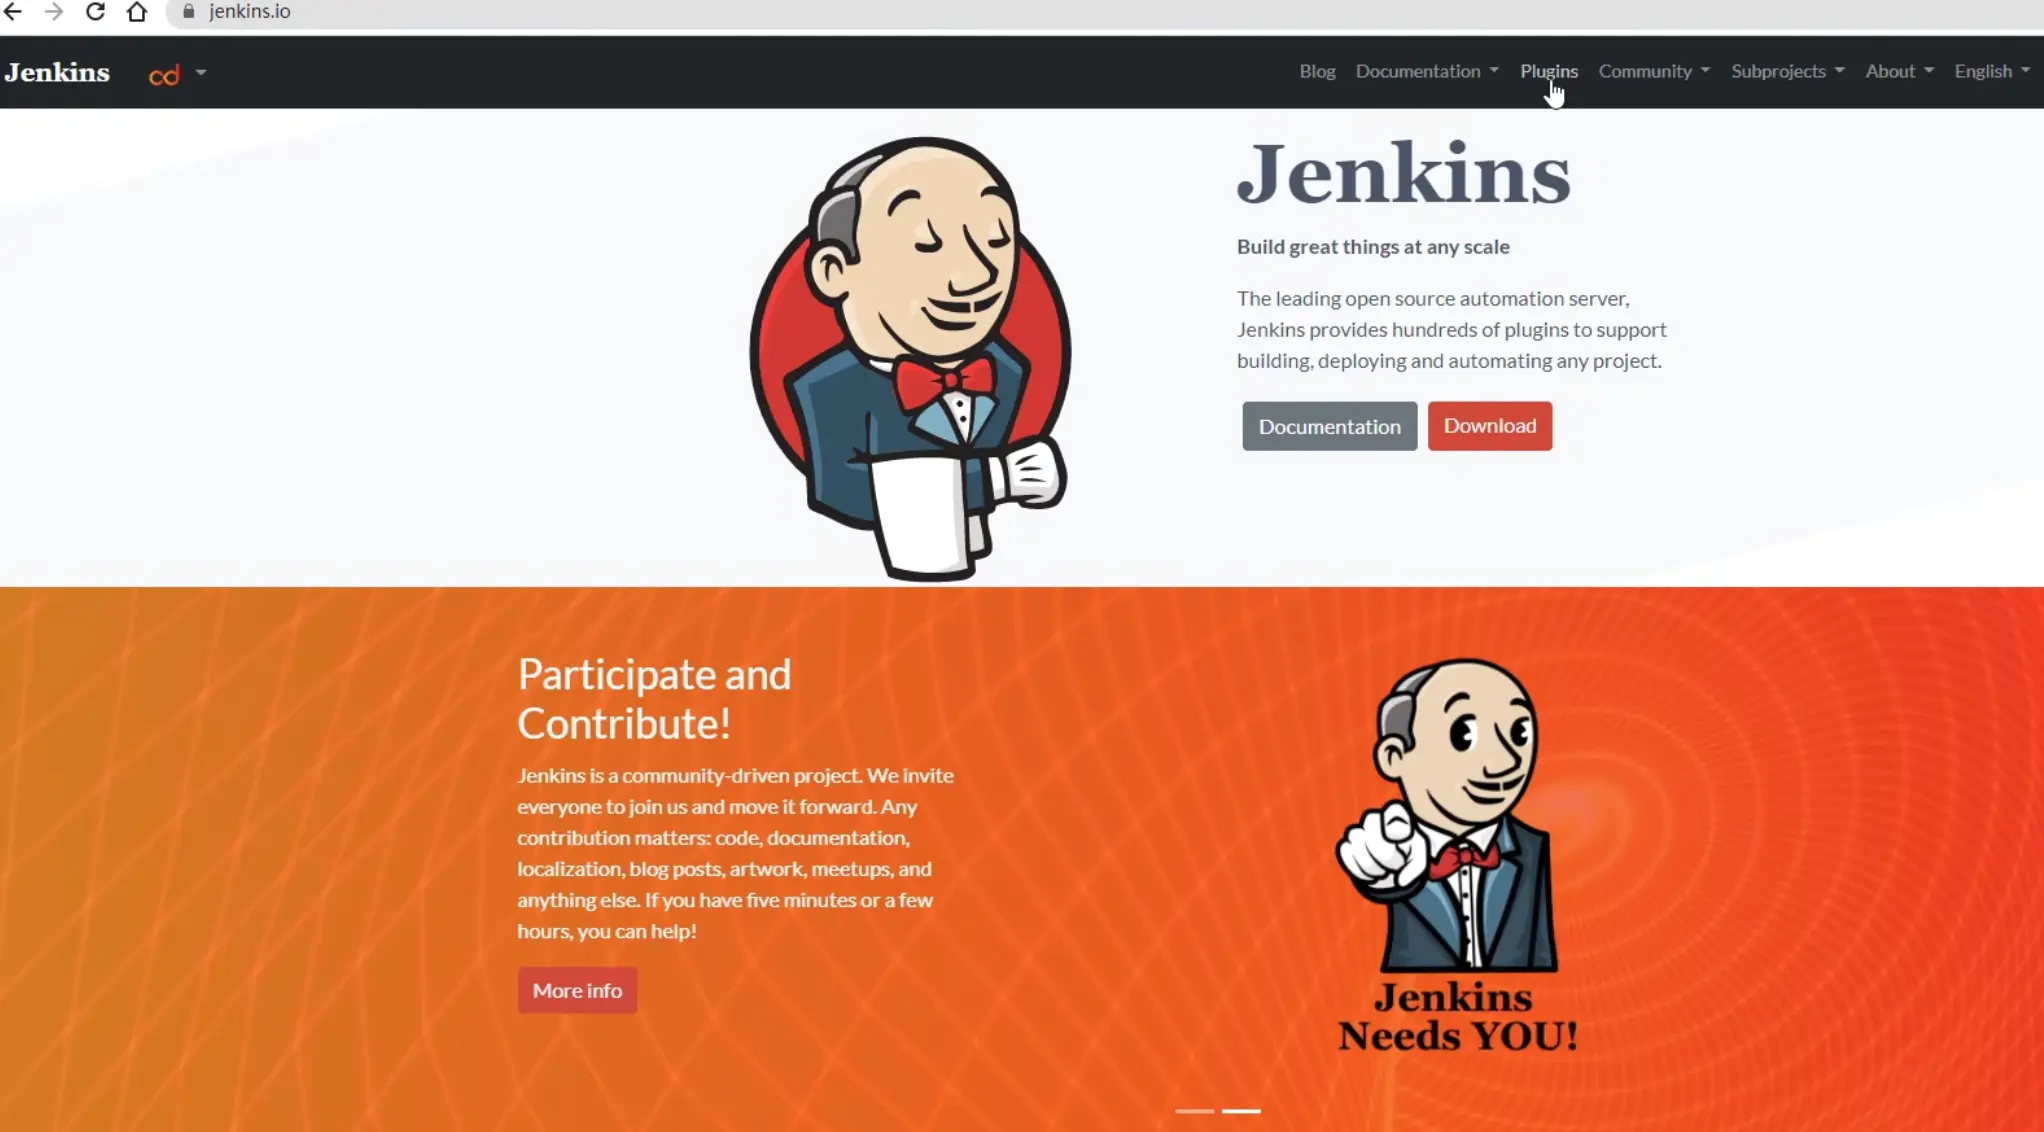 jenkins.io
Jenkins
cd
Blog
Documentation
Plugins
Community
Subprojects
About
English
Jenkins
Build great things at any scale
The leading open source automation server,
Jenkins provides hundreds of plugins to support
building, deploying and automating any project.
Documentation
Download
Participate and
Contribute!
Jenkins is a community-driven project. We invite
everyone to join us and move it forward. Any
contribution matters: code, documentation,
localization, blog posts, artwork, meetups, and
anything else. If you have five minutes or a few
hours, you can help!
More info
Jenkins
Needs YOU!